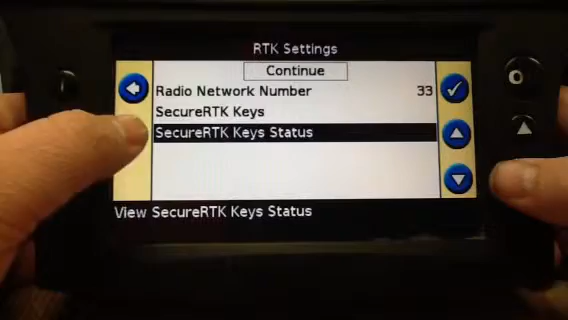 RTK Settings
Continue
Radio Network Number 33
SecureRTK Keys
SecureRTK Keys Status
View SecureRTK Keys Status